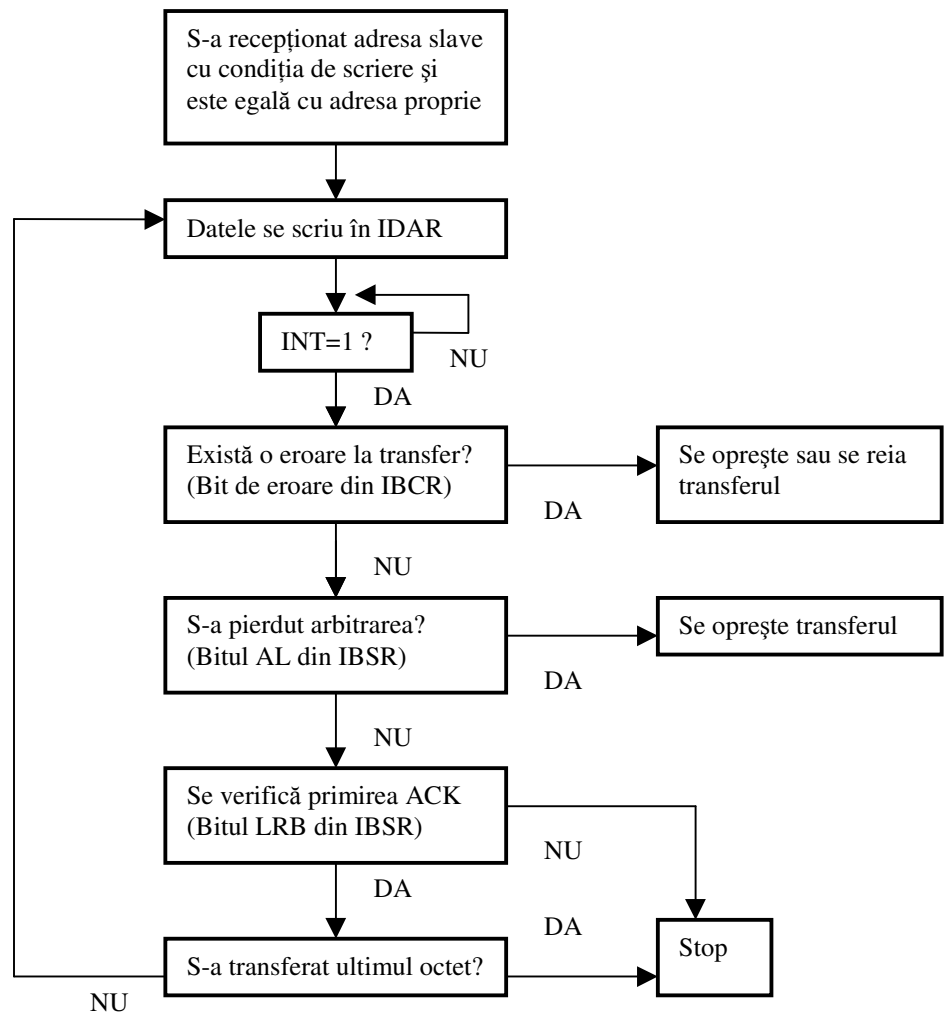 S-a recepționat adresa slave
cu condiția de scriere şi
este egală cu adresa proprie
Datele se scriu în IDAR
INT=1 ?
NU
DA
Există o eroare la transfer?
(Bit de eroare din IBCR)
DA
Se opreşte sau se reia
transferul
NU
S-a pierdut arbitrarea?
(Bitul AL din IBSR)
DA
Se opreşte transferul
NU
Se verifică primirea ACK
(Bitul LRB din IBSR)
NU
DA
DA
S-a transferat ultimul octet?
Stop
NU